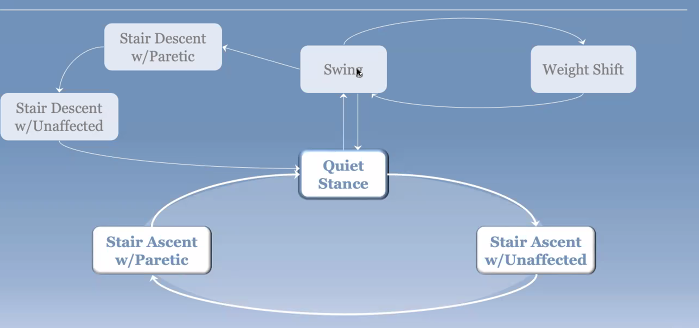 Stair Descent
w/Paretic
Swing
Weight Shift
Stair Descent
w/Unaffected
Quiet
Stance
Stair Ascent
w/Paretic
Stair Ascent
w/Unaffected